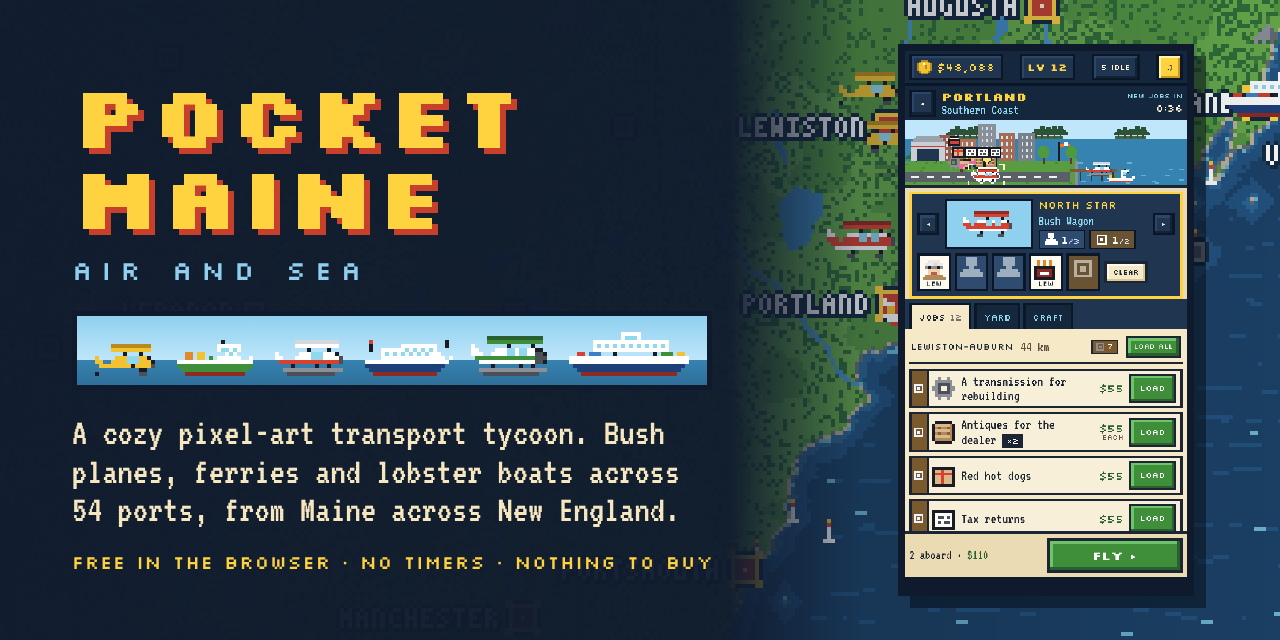 POCKET
MAINE
AIR AND SEA
A cozy pixel-art transport tycoon. Bush
planes, ferries and lobster boats across
54 ports, from Maine across New England.
FREE IN THE BROWSER · NO TIMERS · NOTHING TO BUY
MANCHESTER
AUGUSTA
LEWISTON
PORTLAND
$43,088
LV 12
5 IDLE
PORTLAND
Southern Coast
NEW JOBS IN
0:36
NORTH STAR
Bush Wagon
1/3
1/2
LEW
LEW
CLEAR
JOBS 12
YARD
CRAFT
LEWISTON-AUBURN 44 km
7
LOAD ALL
A transmission for
rebuilding
$55
LOAD
Antiques for the
dealer ×2
$55
EACH
LOAD
Red hot dogs
$55
LOAD
Tax returns
$55
LOAD
2 aboard · $110
FLY ▸